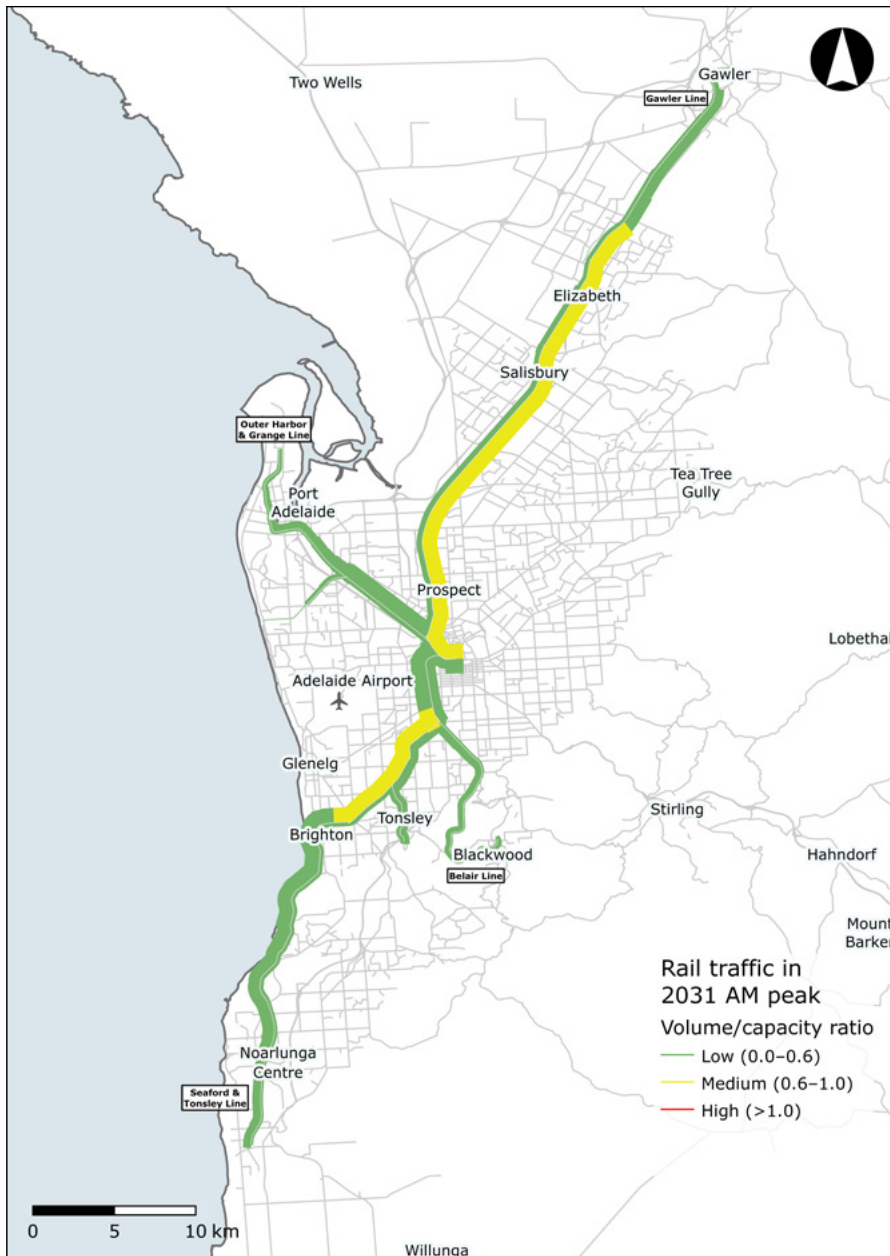 Gawler
Two Wells
Gawler Line
Elizabeth
Salisbury
Outer Harbor
& Grange Line
Tea Tree
Gully
Port
Adelaide
Prospect
Lobethal
Adelaide Airport
Glenelg
Stirling
Tonsley
Brighton
Blackwood
Hahndorf
Belair Line
Mount
Barker
Rail traffic in
2031 AM peak
Volume/capacity ratio
Low (0.0–0.6)
Medium (0.6–1.0)
High (>1.0)
Noarlunga
Centre
Seaford &
Tonsley Line
0 5 10 km
Willunga